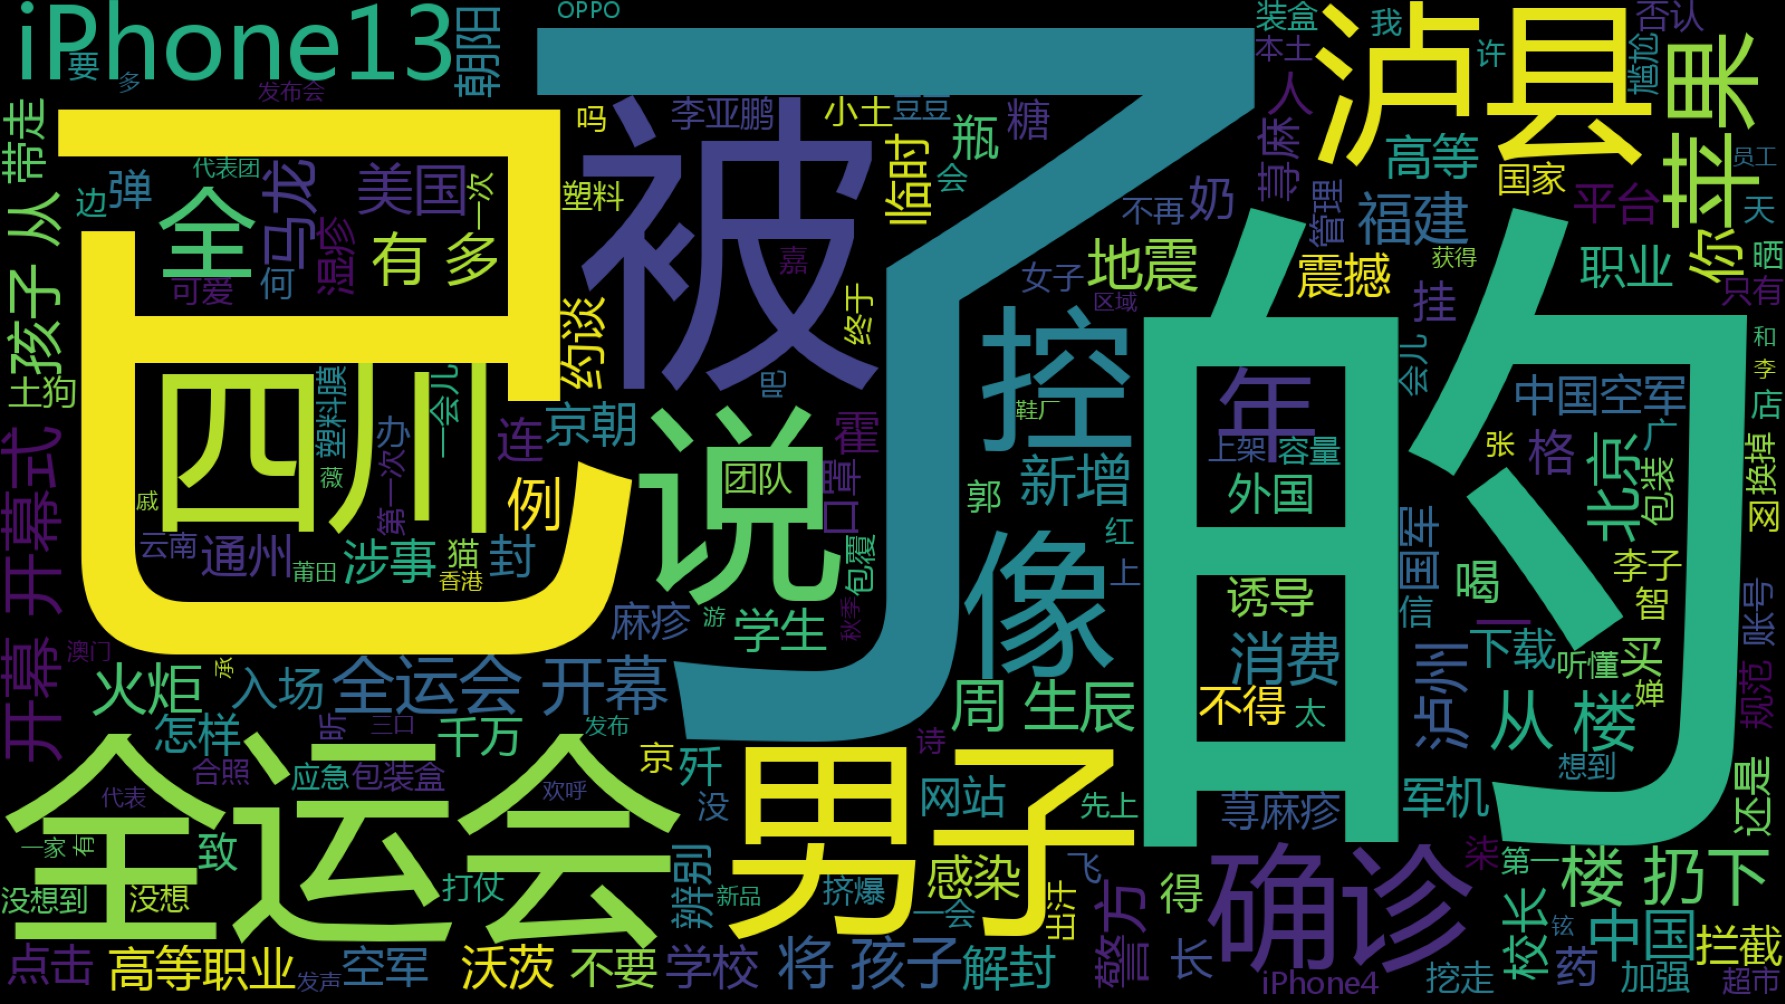 iPhone13
要
多
发布会
朝阳
OPPO
了
已
被
的
泸县
苹果
装盒
我
否认
本土
许
尴尬
人
带走
从
孩子
土狗
边
弹
代表团
全
可爱
马龙
何
湿疹
美国
一次
有 多
吗
李亚鹏
小土
豆豆
瓶
糖
塑料
临时
会
嘉
终于
约谈
吧
女子
区域
不再
奶
地震
荨麻
管理
高等
福建
国家
震撼
获得
挂
平台
员工
天
职业
你
晒
只有
四川
塑料膜
办
一会儿
第一次
薇
戚
云南
通州
莆田
涉事
猫
香港
封
连
京朝
例
说
团队
霍
口罩
包覆
控
鞋厂
新增
郭
像
红
上
年
上架
容量
外国
诱导
消费
不得
太
会儿
中国空军
张
格
广
北京
包装
和
李
店
换掉
囡
国军
信
喝
李子
智
账号
下载
听懂
买
婵
规范
泸州
从 楼
想到
还是
开幕式
开幕
澳门
火炬
承
入场
全运会
开幕
麻疹
游
学生
秋季
怎样
听
三口
千万
发布
周 生辰
诗
京
歼
合照
应急
包装盒
欢呼
没
网站
先上
荨麻疹
军机
全运会
代表
一家
有
致
没想到
没想
打仗
男子
辨别
新品
挤爆
感染
一会
出汗
飞
确诊
染
第一
楼 扔下
得
警方
长
点击
高等职业
发声
空军
沃茨
不要
学校
将 孩子
解封
iPhone4
挖走
校长
铉
药
中国
加强
拦截
超市